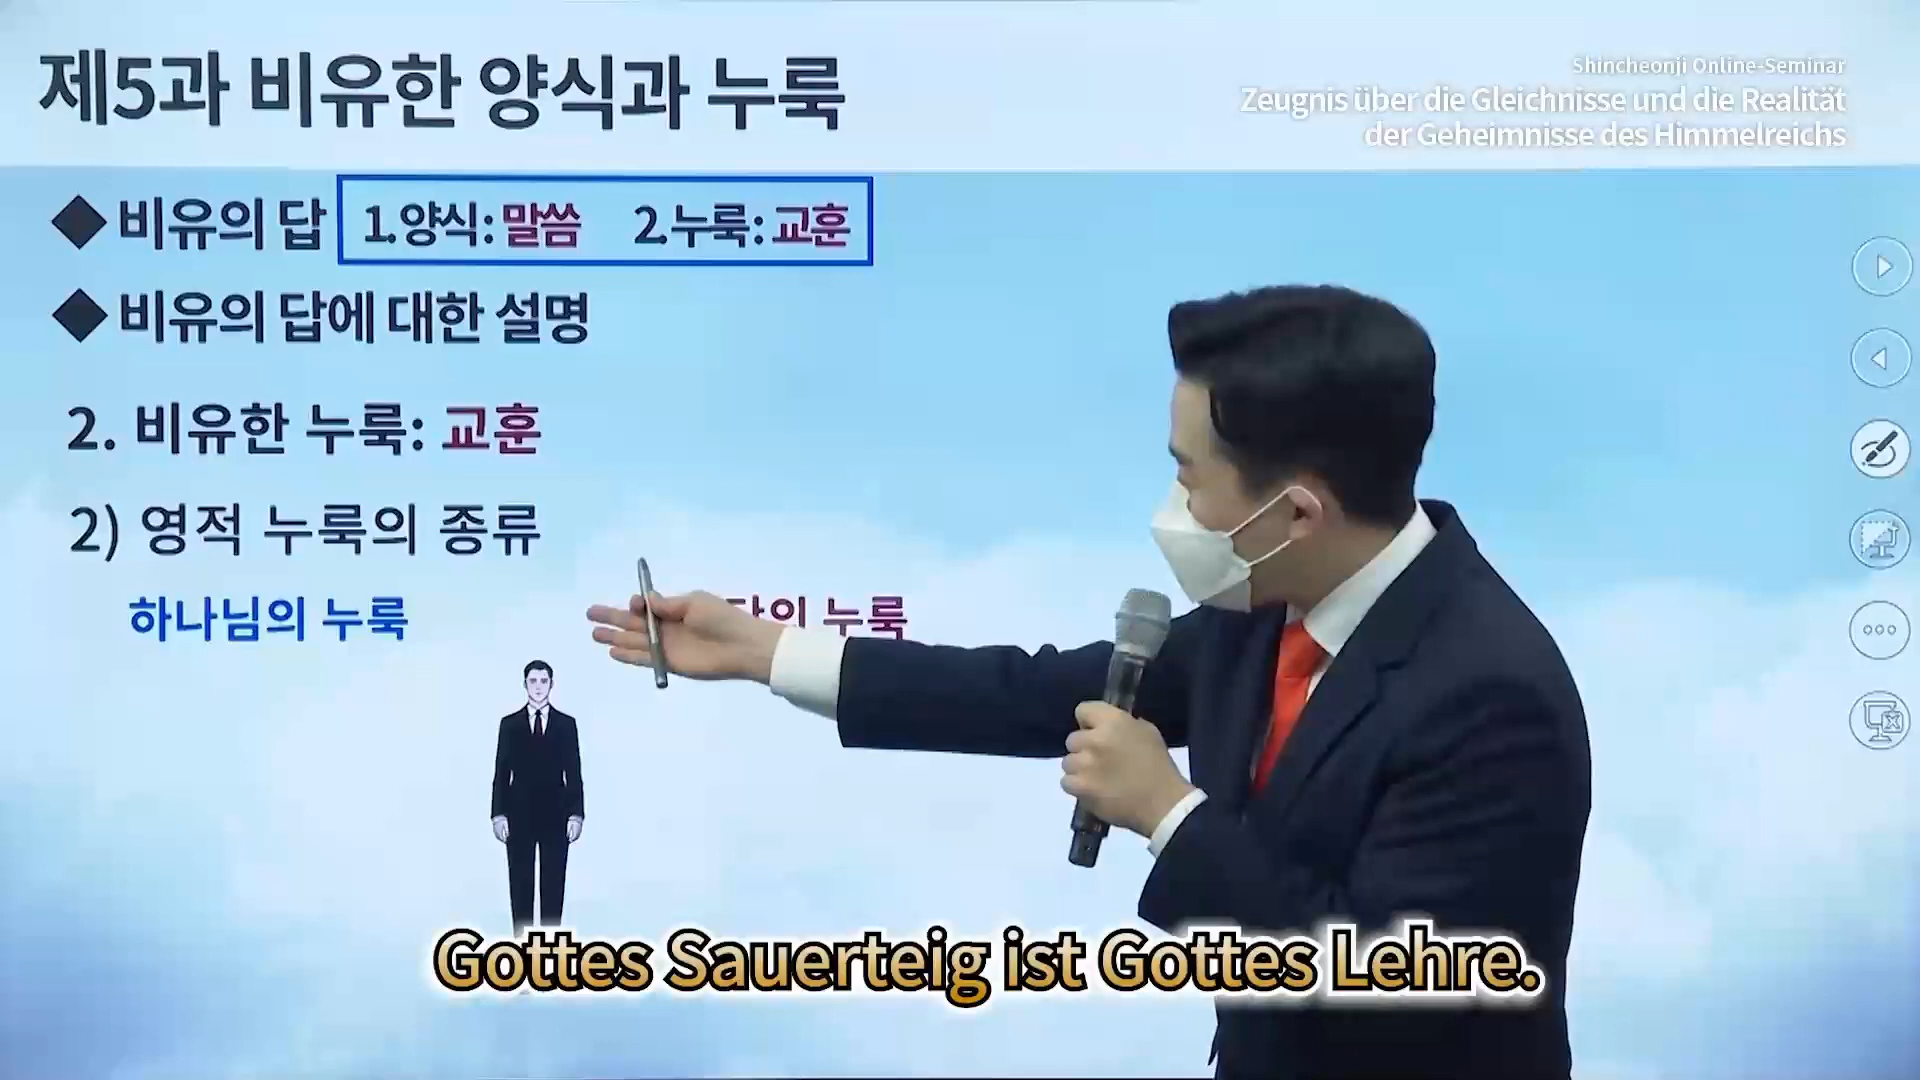 제5과 비유한 양식과 누룩
Shincheonji Online-Seminar
Zeugnis über die Gleichnisse und die Realität
der Geheimnisse des Himmelreichs
◆ 비유의 답 1.양식: 말씀 2.누룩: 교훈
◆ 비유의 답에 대한 설명
2. 비유한 누룩: 교훈
2) 영적 누룩의 종류
하나님의 누룩 누룩
Gottes Sauerteig ist Gottes Lehre.